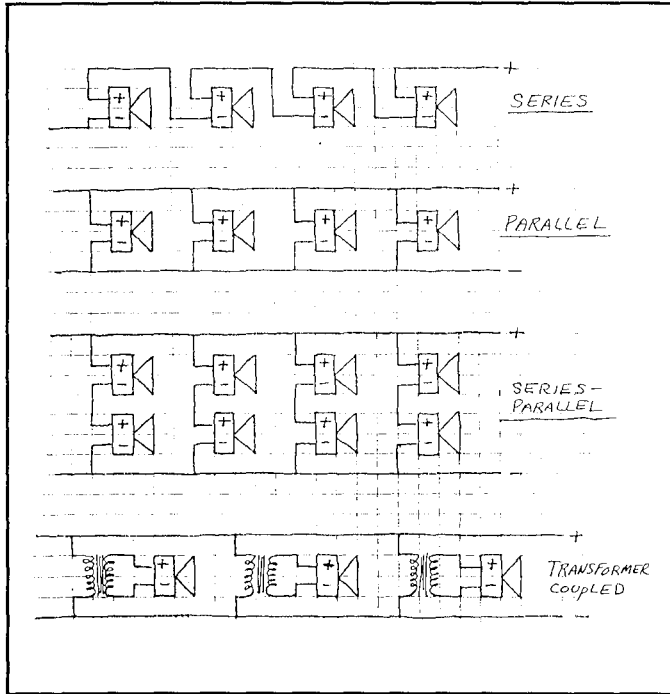 +
+ + + +
- - - -
SERIES
+
+ + + +
- - - -
PARALLEL
-
+
+ + + +
- - - -
+ + + +
- - - -
SERIES-
PARALLEL
-
+
+ + +
- - -
TRANSFORMER
COUPLED
-